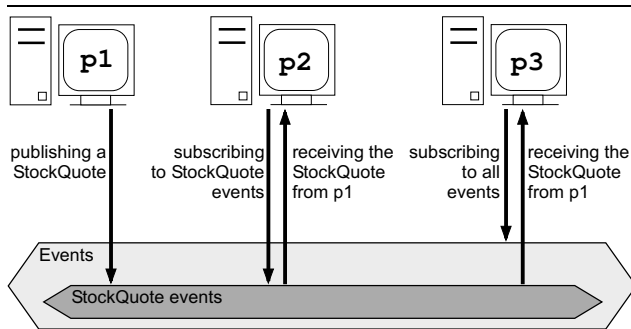 p1
p2
p3
publishing a
StockQuote
subscribing
to StockQuote
events
receiving the
StockQuote
from p1
subscribing
to all
events
receiving the
StockQuote
from p1
Events
StockQuote events